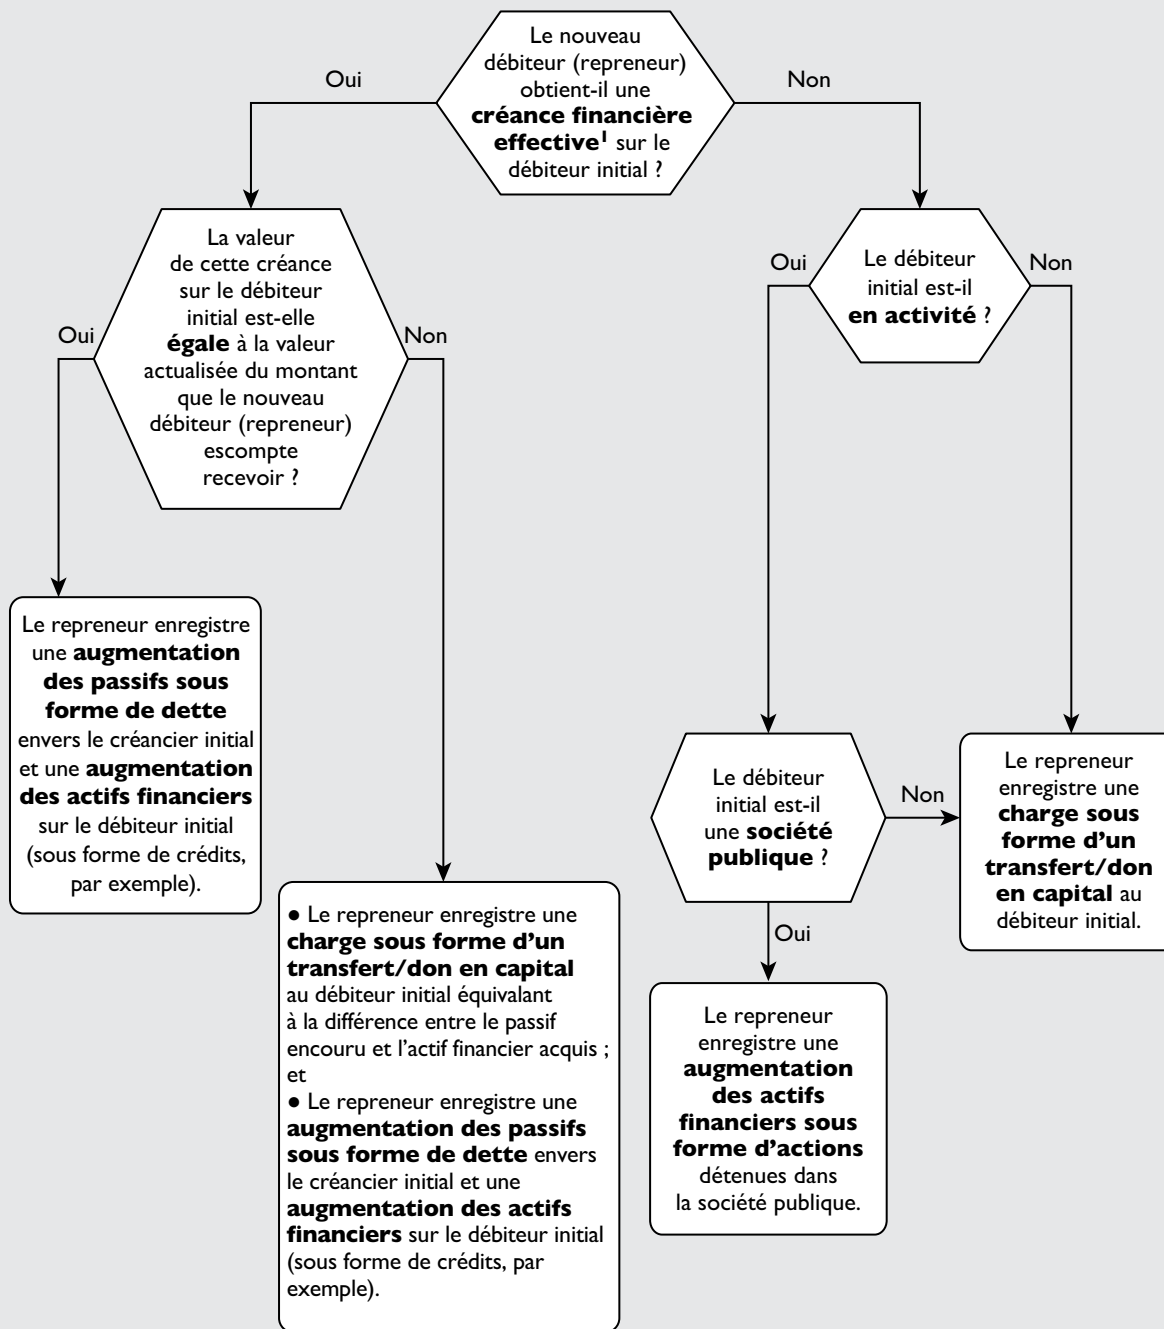 Le nouveau
débiteur (repreneur)
obtient-il une
créance financière
effective¹ sur le
débiteur initial ?
Oui
Non
La valeur
de cette créance
sur le débiteur
initial est-elle
égale à la valeur
actualisée du montant
que le nouveau
débiteur (repreneur)
escompte
recevoir ?
Oui
Non
Le débiteur
initial est-il
en activité ?
Oui
Non
Le repreneur enregistre
une augmentation
des passifs sous
forme de dette
envers le créancier initial
et une augmentation
des actifs financiers
sur le débiteur initial
(sous forme de crédits,
par exemple).
● Le repreneur enregistre une
charge sous forme d’un
transfert/don en capital
au débiteur initial équivalant
à la différence entre le passif
encouru et l’actif financier acquis ;
et
● Le repreneur enregistre une
augmentation des passifs
sous forme de dette envers
le créancier initial et une
augmentation des actifs
financiers sur le débiteur initial
(sous forme de crédits, par
exemple).
Le débiteur
initial est-il
une société
publique ?
Non
Oui
Le repreneur
enregistre une
charge sous
forme d’un
transfert/don
en capital au
débiteur initial.
Le repreneur
enregistre une
augmentation
des actifs
financiers sous
forme d’actions
détenues dans
la société publique.